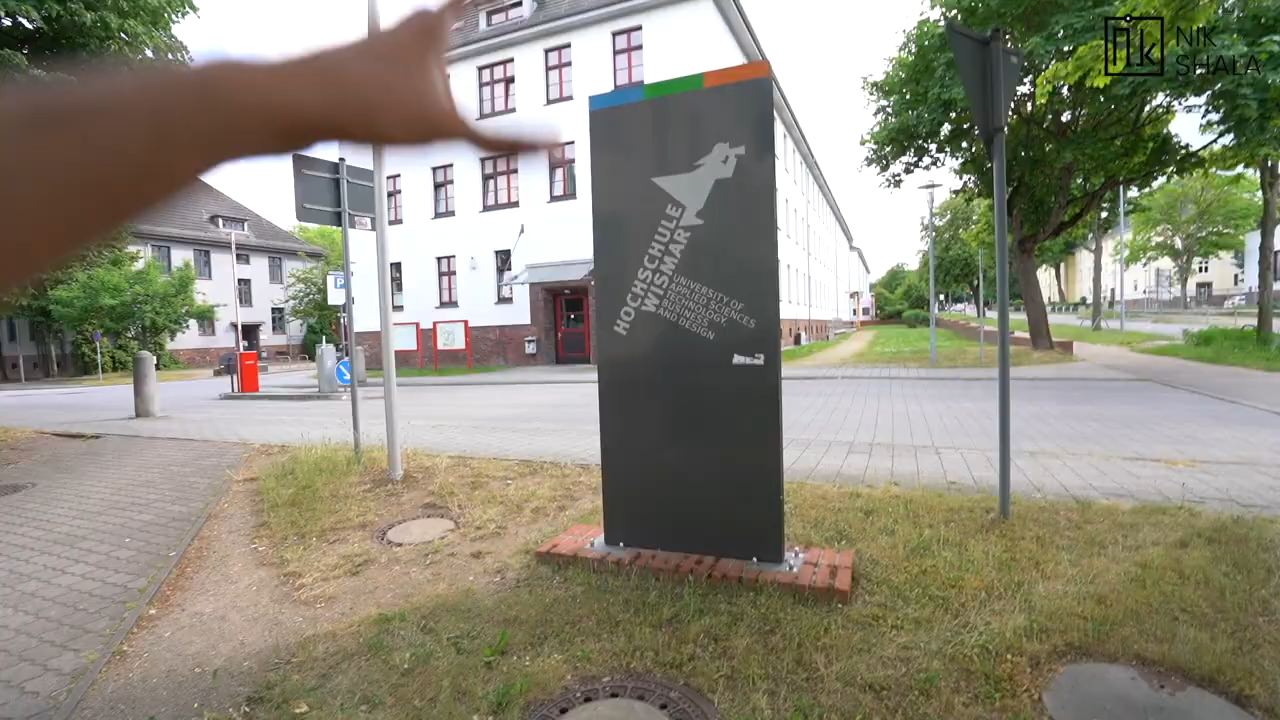 NIK
SHALA
HOCHSCHULE
WISMAR
UNIVERSITY OF
APPLIED SCIENCES
TECHNOLOGY,
BUSINESS
AND DESIGN
P